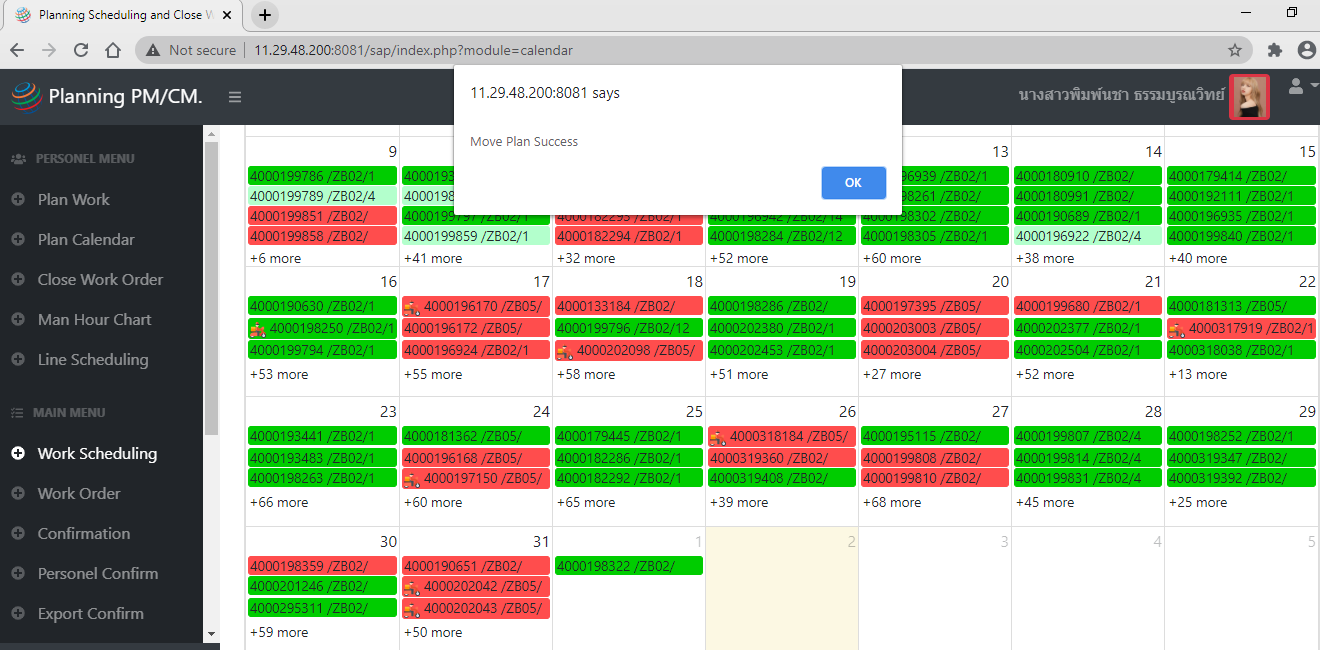 Planning Scheduling and Close W
Not secure
11.29.48.200:8081/sap/index.php?module=calendar
Planning PM/CM.
นางสาวพิมพ์นชา ธรรมบูรณวิทย์
11.29.48.200:8081 says
Move Plan Success
OK
PERSONEL MENU
Plan Work
Plan Calendar
Close Work Order
Man Hour Chart
Line Scheduling
MAIN MENU
Work Scheduling
Work Order
Confirmation
Personel Confirm
Export Confirm
9 13 14 15
4000199786 /ZB02/1 400019 96939 /ZB02/1 4000180910 /ZB02/ 4000179414 /ZB02/
4000199789 /ZB02/4 400019 98261 /ZB02/ 4000180991 /ZB02/ 4000192111 /ZB02/1
4000199851 /ZB02/ 4000199797 /ZB02/1 4000182293 /ZB02/1 4000196942 /ZB02/14 98302 /ZB02/ 4000190689 /ZB02/1 4000196935 /ZB02/1
4000199858 /ZB02/ 4000199859 /ZB02/1 4000182294 /ZB02/1 4000198284 /ZB02/12 4000198305 /ZB02/1 4000196922 /ZB02/4 4000199840 /ZB02/1
+6 more +41 more +32 more +52 more +60 more +38 more +40 more
16 17 18 19 20 21 22
4000190630 /ZB02/1 4000196170 /ZB05/ 4000133184 /ZB02/ 4000198286 /ZB02/ 4000197395 /ZB05/ 4000199680 /ZB02/1 4000181313 /ZB05/
4000198250 /ZB02/1 4000196172 /ZB05/ 4000199796 /ZB02/12 4000202380 /ZB02/1 4000203003 /ZB05/ 4000202377 /ZB02/1 4000317919 /ZB02/1
4000199794 /ZB02/1 4000196924 /ZB02/1 4000202098 /ZB05/ 4000202453 /ZB02/1 4000203004 /ZB05/ 4000202504 /ZB02/1 4000318038 /ZB02/1
+53 more +55 more +58 more +51 more +27 more +52 more +13 more
23 24 25 26 27 28 29
4000193441 /ZB02/1 4000181362 /ZB05/ 4000179445 /ZB02/1 4000318184 /ZB05/ 4000195115 /ZB02/ 4000199807 /ZB02/4 4000198252 /ZB02/1
4000193483 /ZB02/1 4000196168 /ZB05/ 4000182286 /ZB02/1 4000319360 /ZB02/ 4000199808 /ZB02/ 4000199814 /ZB02/4 4000319347 /ZB02/
4000198263 /ZB02/1 4000197150 /ZB05/ 4000182292 /ZB02/1 4000319408 /ZB02/ 4000199810 /ZB02/ 4000199831 /ZB02/4 4000319392 /ZB02/
+66 more +60 more +65 more +39 more +68 more +45 more +25 more
30 31 1 2 3 4 5
4000198359 /ZB02/ 4000190651 /ZB02/ 4000198322 /ZB02/
4000201246 /ZB02/ 4000202042 /ZB05/
4000295311 /ZB02/ 4000202043 /ZB05/
+59 more +50 more